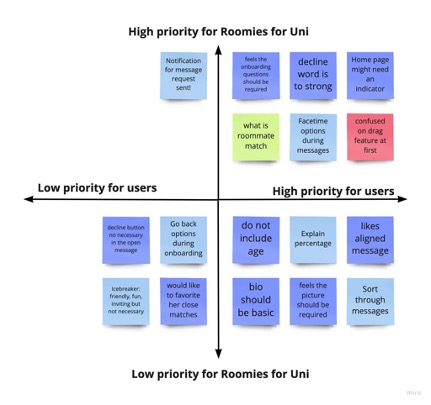 High priority for Roomies for Uni
Notification
for message
request
sent!
feels the
onboarding
questions
should be
required
decline
word is
to strong
Home page
might need
an
indicator
what is
roommate
match
Facetime
options
during
messages
confused
on drag
feature at
first
Low priority for users
High priority for users
decline button
no necessary
in the open
message
Go back
options
during
onboarding
do not
include
age
Explain
percentage
likes
aligned
message
Icebreaker:
friendly, fun,
inviting but
not necessary
would like
to favorite
her close
matches
bio
should
be basic
feels the
picture
should be
required
Sort
through
messages
Low priority for Roomies for Uni
miro